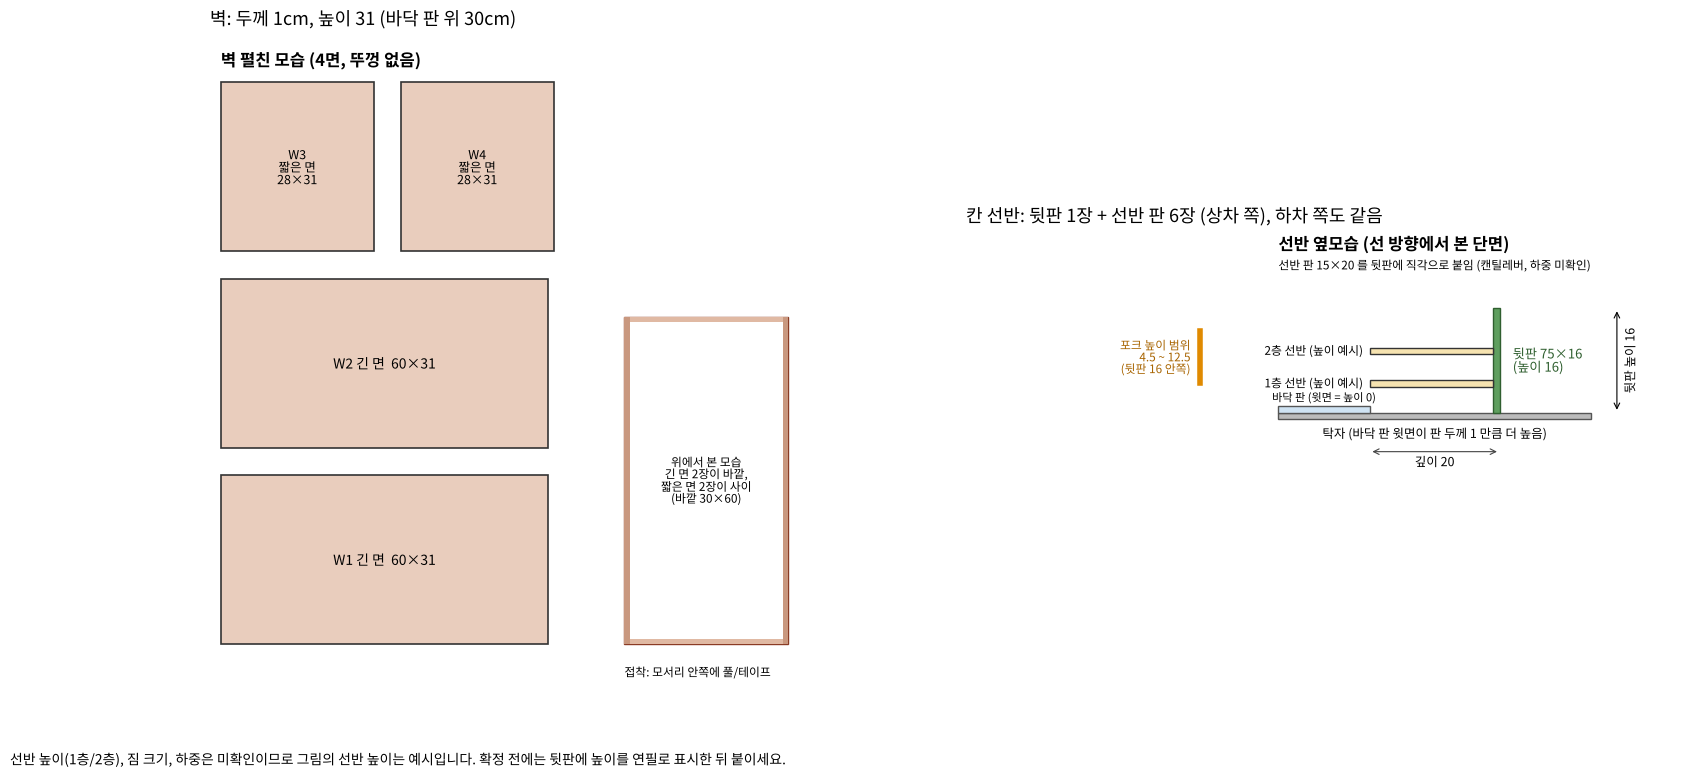 벽: 두께 1cm, 높이 31 (바닥 판 위 30cm)
벽 펼친 모습 (4면, 뚜껑 없음)
W3
짧은 면
28×31
W4
짧은 면
28×31
W2 긴 면 60×31
W1 긴 면 60×31
위에서 본 모습
긴 면 2장이 바깥,
짧은 면 2장이 사이
(바깥 30×60)
접착: 모서리 안쪽에 풀/테이프
칸 선반: 뒷판 1장 + 선반 판 6장 (상차 쪽), 하차 쪽도 같음
선반 옆모습 (선 방향에서 본 단면)
선반 판 15×20 를 뒷판에 직각으로 붙임 (캔틸레버, 하중 미확인)
포크 높이 범위
4.5 ~ 12.5
(뒷판 16 안쪽)
2층 선반 (높이 예시)
1층 선반 (높이 예시)
바닥 판 (윗면 = 높이 0)
뒷판 75×16
(높이 16)
뒷판 높이 16
탁자 (바닥 판 윗면이 판 두께 1 만큼 더 높음)
깊이 20
선반 높이(1층/2층), 짐 크기, 하중은 미확인이므로 그림의 선반 높이는 예시입니다. 확정 전에는 뒷판에 높이를 연필로 표시한 뒤 붙이세요.